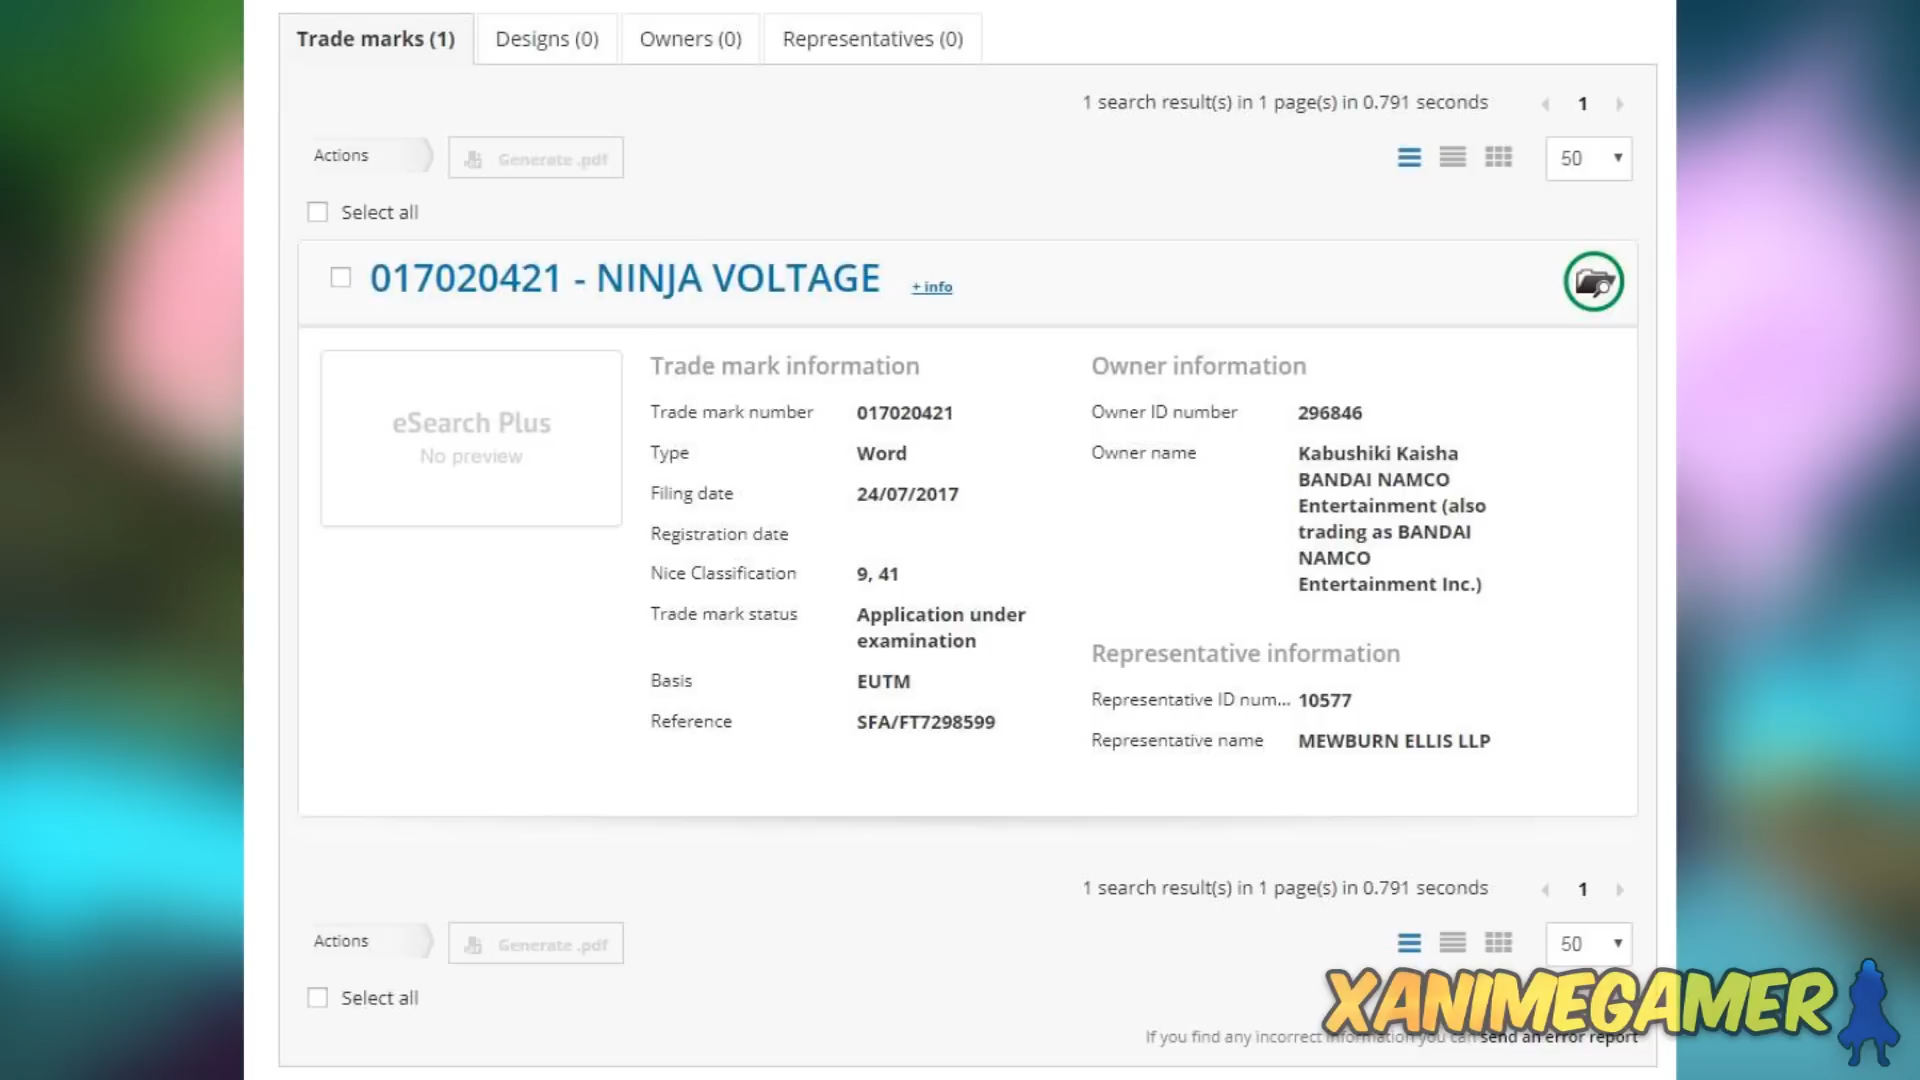 Trade marks (1)
Designs (0)
Owners (0)
Representatives (0)
1 search result(s) in 1 page(s) in 0.791 seconds
1
Actions
Generate .pdf
50
Select all
017020421 - NINJA VOLTAGE
+ info
eSearch Plus
No preview
Trade mark information
Trade mark number 017020421
Type Word
Filing date 24/07/2017
Registration date
Nice Classification 9, 41
Trade mark status Application under
examination
Basis EUTM
Reference SFA/FT7298599
Owner information
Owner ID number 296846
Owner name Kabushiki Kaisha
BANDAI NAMCO
Entertainment (also
trading as BANDAI
NAMCO
Entertainment Inc.)
Representative information
Representative ID num... 10577
Representative name MEWBURN ELLIS LLP
1 search result(s) in 1 page(s) in 0.791 seconds
1
Actions
Generate .pdf
50
Select all
XANIMEGAMER
If you find any incorrect information you can send an error report